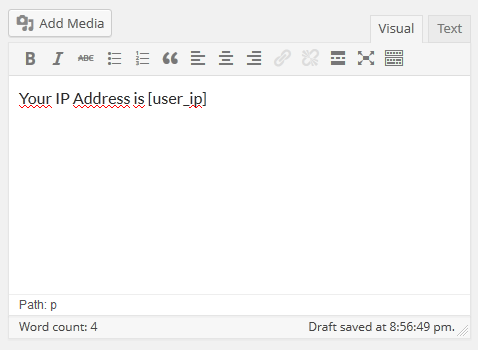 Add Media
Visual Text
B I ABC
Your IP Address is [user_ip]
Path: p
Word count: 4 Draft saved at 8:56:49 pm.